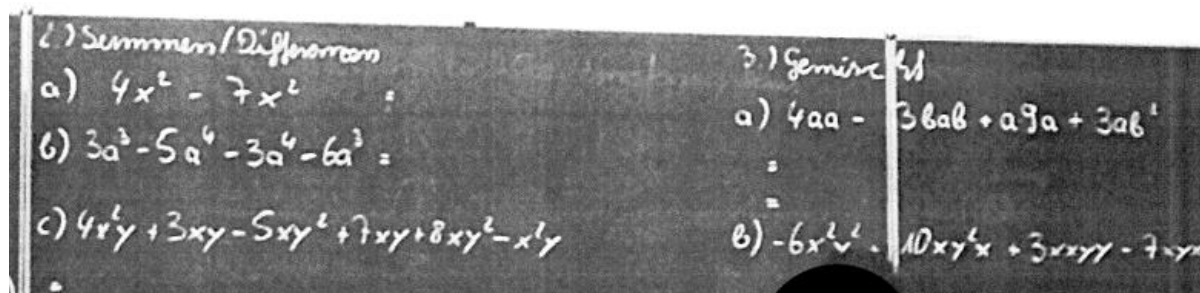 2.) Summen/Differenzen
a) 4x² - 7x² =
b) 3a³-5a⁴-3a⁴-6a³ =
c) 4x²y + 3xy - 5xy² + 7xy + 8xy² - x²y
=
3.) Gemischt
a) 4aa - 3bab + a9a + 3ab²
=
=
b) -6x²y² - 10xy²x + 3xxyy - 7xyx